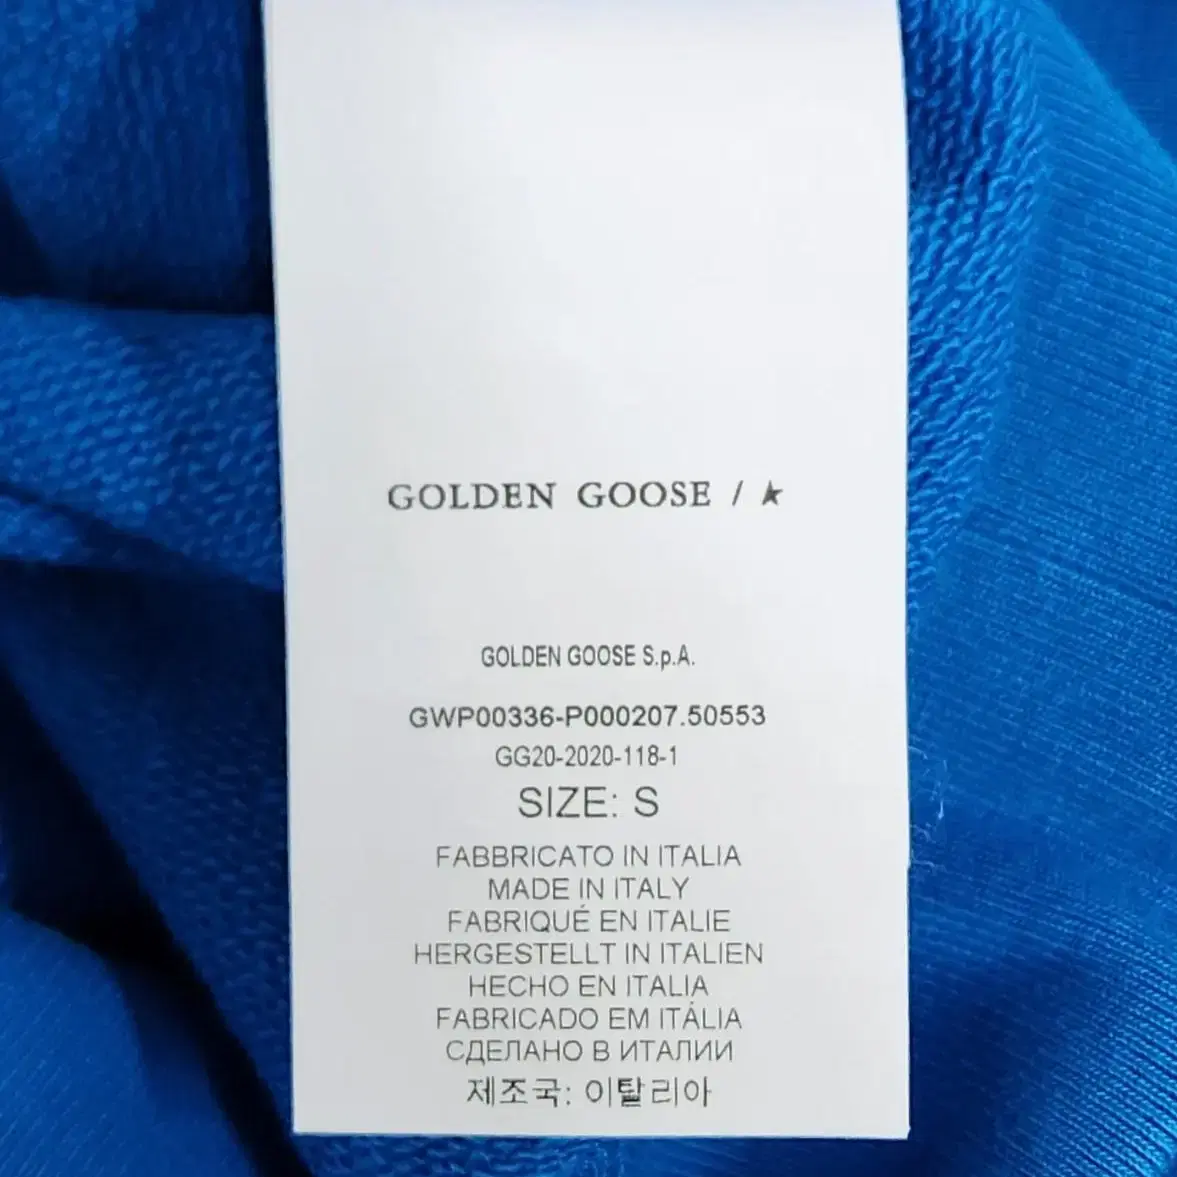 GOLDEN GOOSE / ★
GOLDEN GOOSE S.p.A.
GWP00336-P000207.50553
GG20-2020-118-1
SIZE: S
FABBRICATO IN ITALIA
MADE IN ITALY
FABRIQUÉ EN ITALIE
HERGESTELLT IN ITALIEN
HECHO EN ITALIA
FABRICADO EM ITÁLIA
СДЕЛАНО В ИТАЛИИ
제조국: 이탈리아